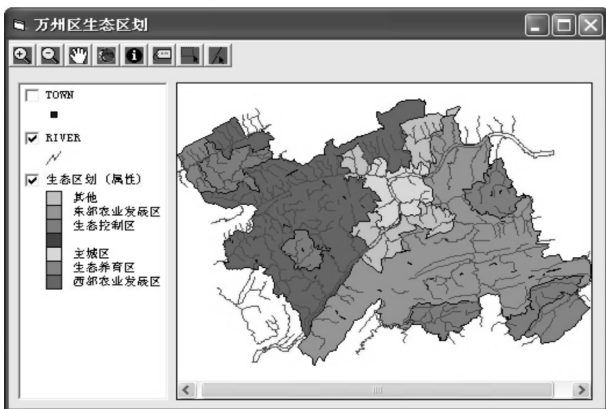 万州区生态区划
TOWN
RIVER
生态区划（属性）
其他
东部农业发展区
生态控制区
主城区
生态养育区
西部农业发展区